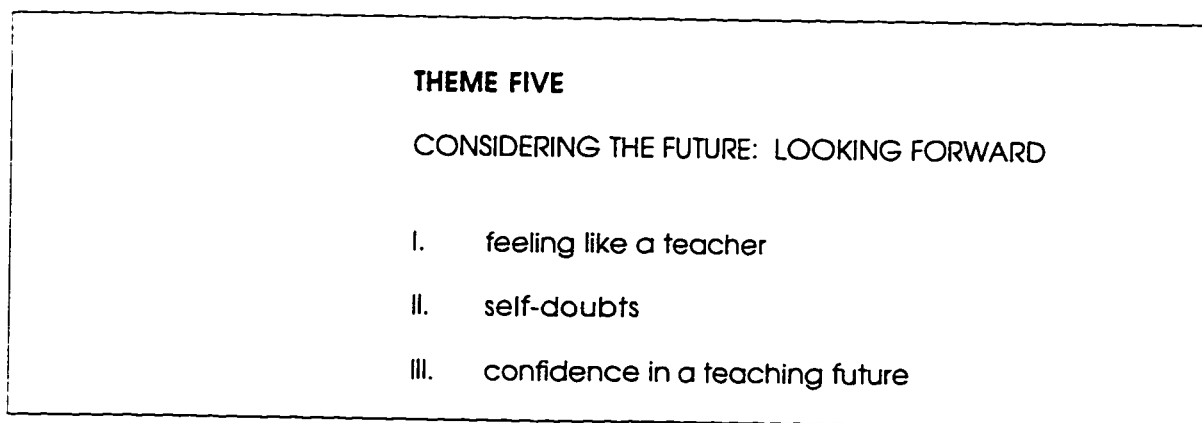 THEME FIVE
CONSIDERING THE FUTURE: LOOKING FORWARD
I. feeling like a teacher
II. self-doubts
III. confidence in a teaching future